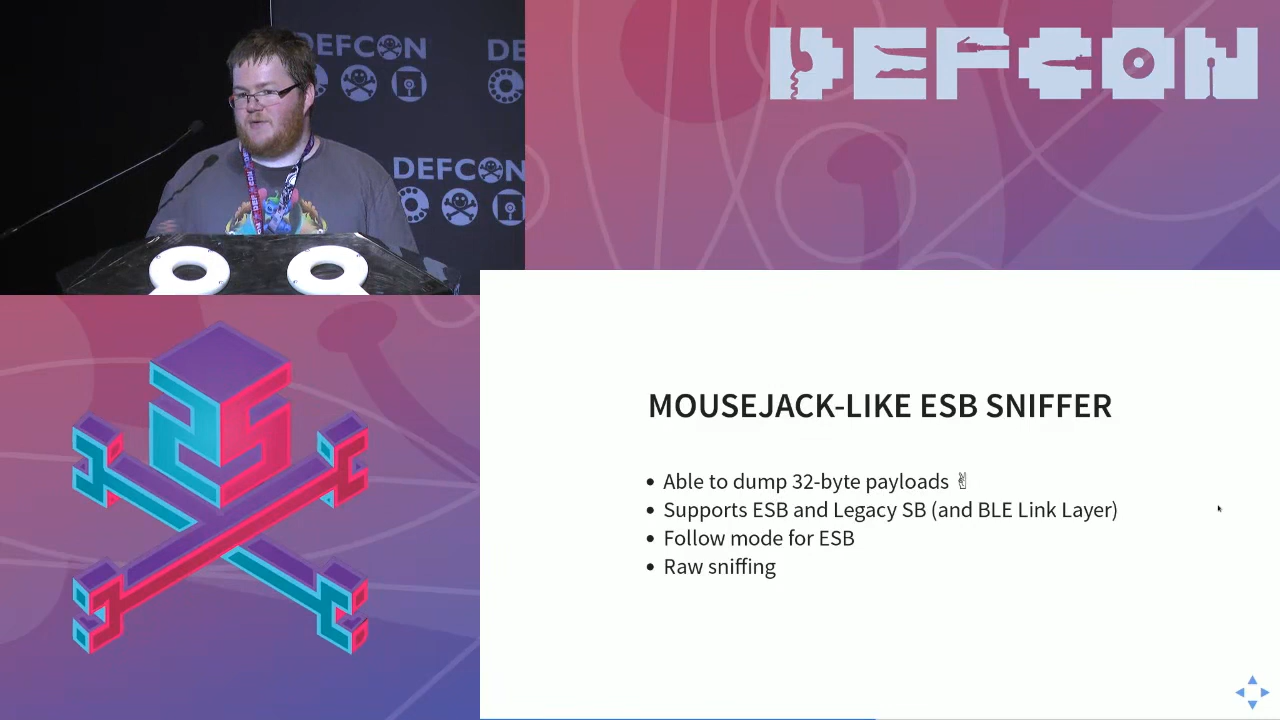 DEFCON
DE
DEFCON
DEFCON
DEFCON
MOUSEJACK-LIKE ESB SNIFFER
• Able to dump 32-byte payloads ✌
• Supports ESB and Legacy SB (and BLE Link Layer)
• Follow mode for ESB
• Raw sniffing